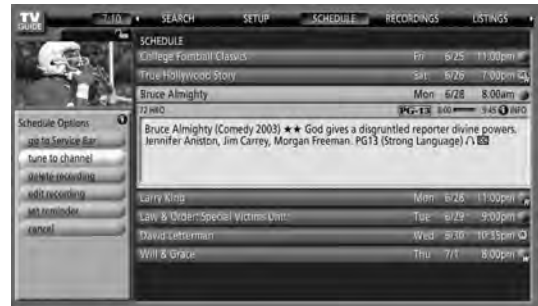 TV GUIDE
7:10
SEARCH SETUP SCHEDULE RECORDINGS LISTINGS
SCHEDULE
College Football Classics Fri 6/25 11:00pm
True Hollywood Story Sat 6/26 7:00pm
Bruce Almighty Mon 6/28 8:00am
72 HBO PG-13 8:00 9:45 INFO
Bruce Almighty (Comedy 2003) ★★ God gives a disgruntled reporter divine powers.
Jennifer Aniston, Jim Carrey, Morgan Freeman. PG13 (Strong Language)
Schedule Options
go to Service Bar
tune to channel
delete recording
edit recording
set reminder
cancel
Larry King Mon 6/28 11:00pm
Law & Order: Special Victims Unit Tue 6/29 9:00pm
David Letterman Wed 6/30 10:35pm
Will & Grace Thu 7/1 8:00pm